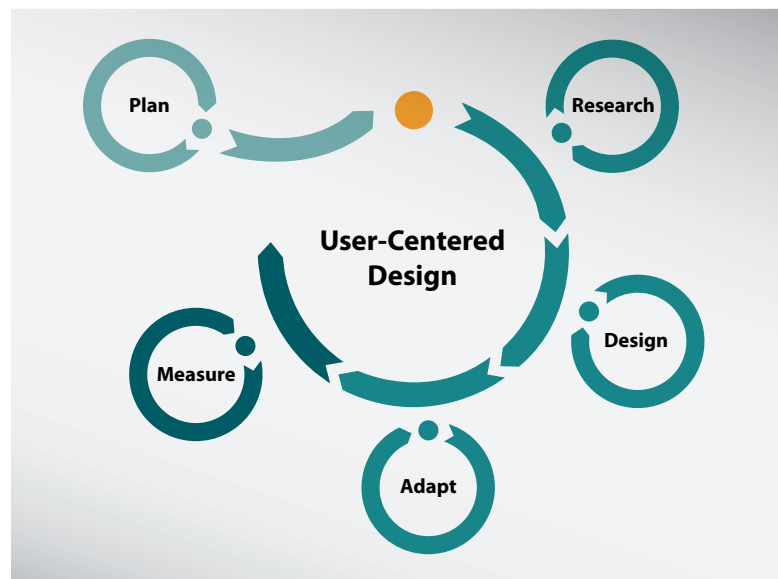 Plan
Research
User-Centered
Design
Design
Measure
Adapt